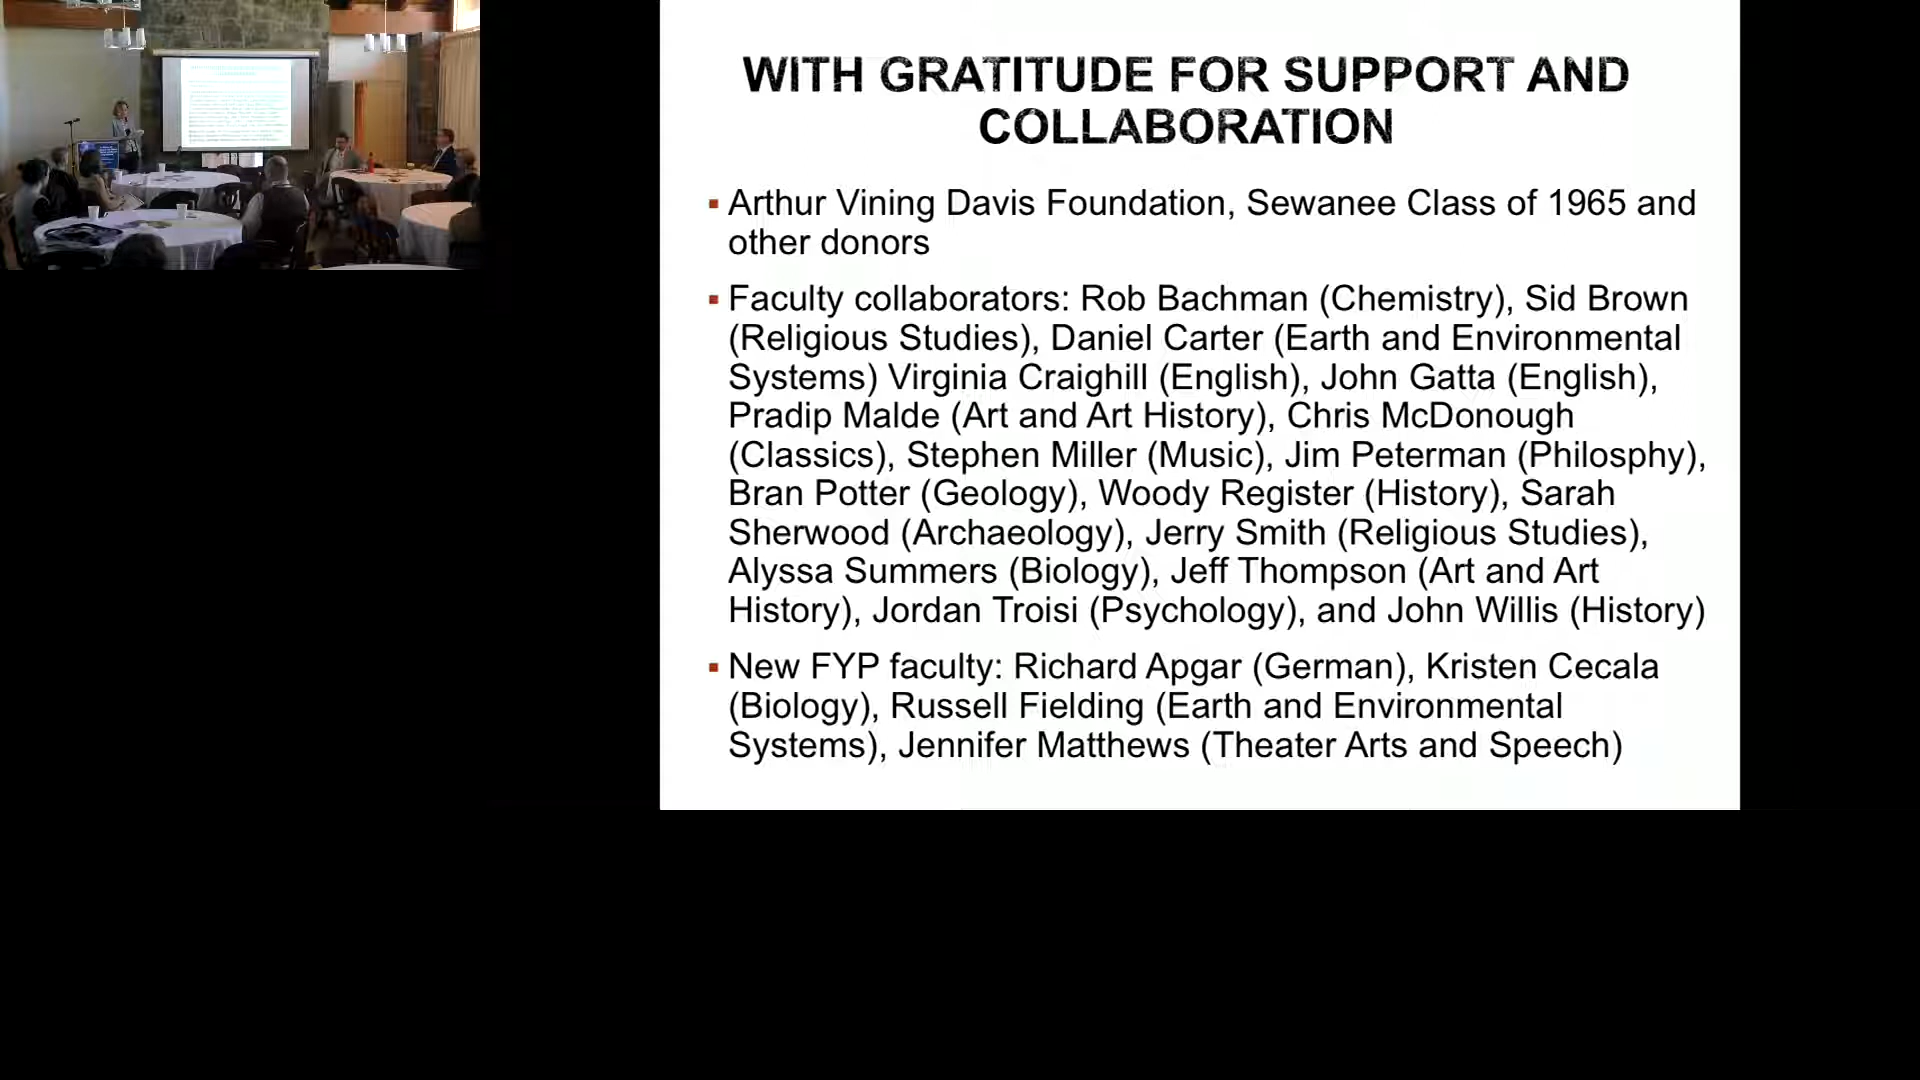 WITH GRATITUDE FOR SUPPORT AND
COLLABORATION
▪ Arthur Vining Davis Foundation, Sewanee Class of 1965 and
other donors
▪ Faculty collaborators: Rob Bachman (Chemistry), Sid Brown
(Religious Studies), Daniel Carter (Earth and Environmental
Systems) Virginia Craighill (English), John Gatta (English),
Pradip Malde (Art and Art History), Chris McDonough
(Classics), Stephen Miller (Music), Jim Peterman (Philosphy),
Bran Potter (Geology), Woody Register (History), Sarah
Sherwood (Archaeology), Jerry Smith (Religious Studies),
Alyssa Summers (Biology), Jeff Thompson (Art and Art
History), Jordan Troisi (Psychology), and John Willis (History)
▪ New FYP faculty: Richard Apgar (German), Kristen Cecala
(Biology), Russell Fielding (Earth and Environmental
Systems), Jennifer Matthews (Theater Arts and Speech)